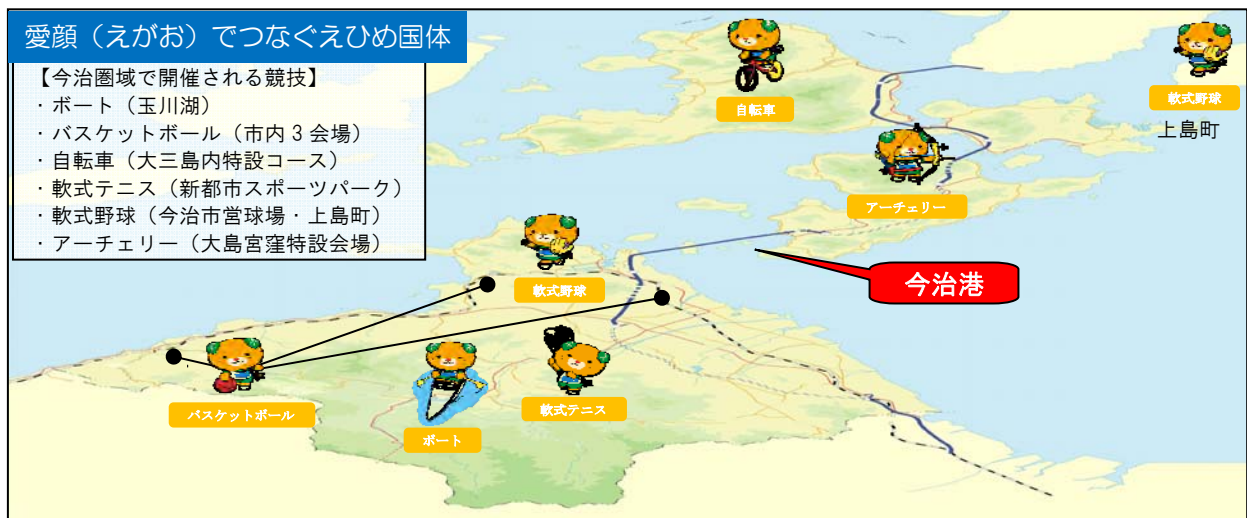 愛顔（えがお）でつなぐえひめ国体
【今治圏域で開催される競技】
・ボート（玉川湖）
・バスケットボール（市内３会場）
・自転車（大三島内特設コース）
・軟式テニス（新都市スポーツパーク）
・軟式野球（今治市営球場・上島町）
・アーチェリー（大島宮窪特設会場）
自転車
軟式野球
上島町
アーチェリー
軟式野球
今治港
バスケットボール
ボート
軟式テニス